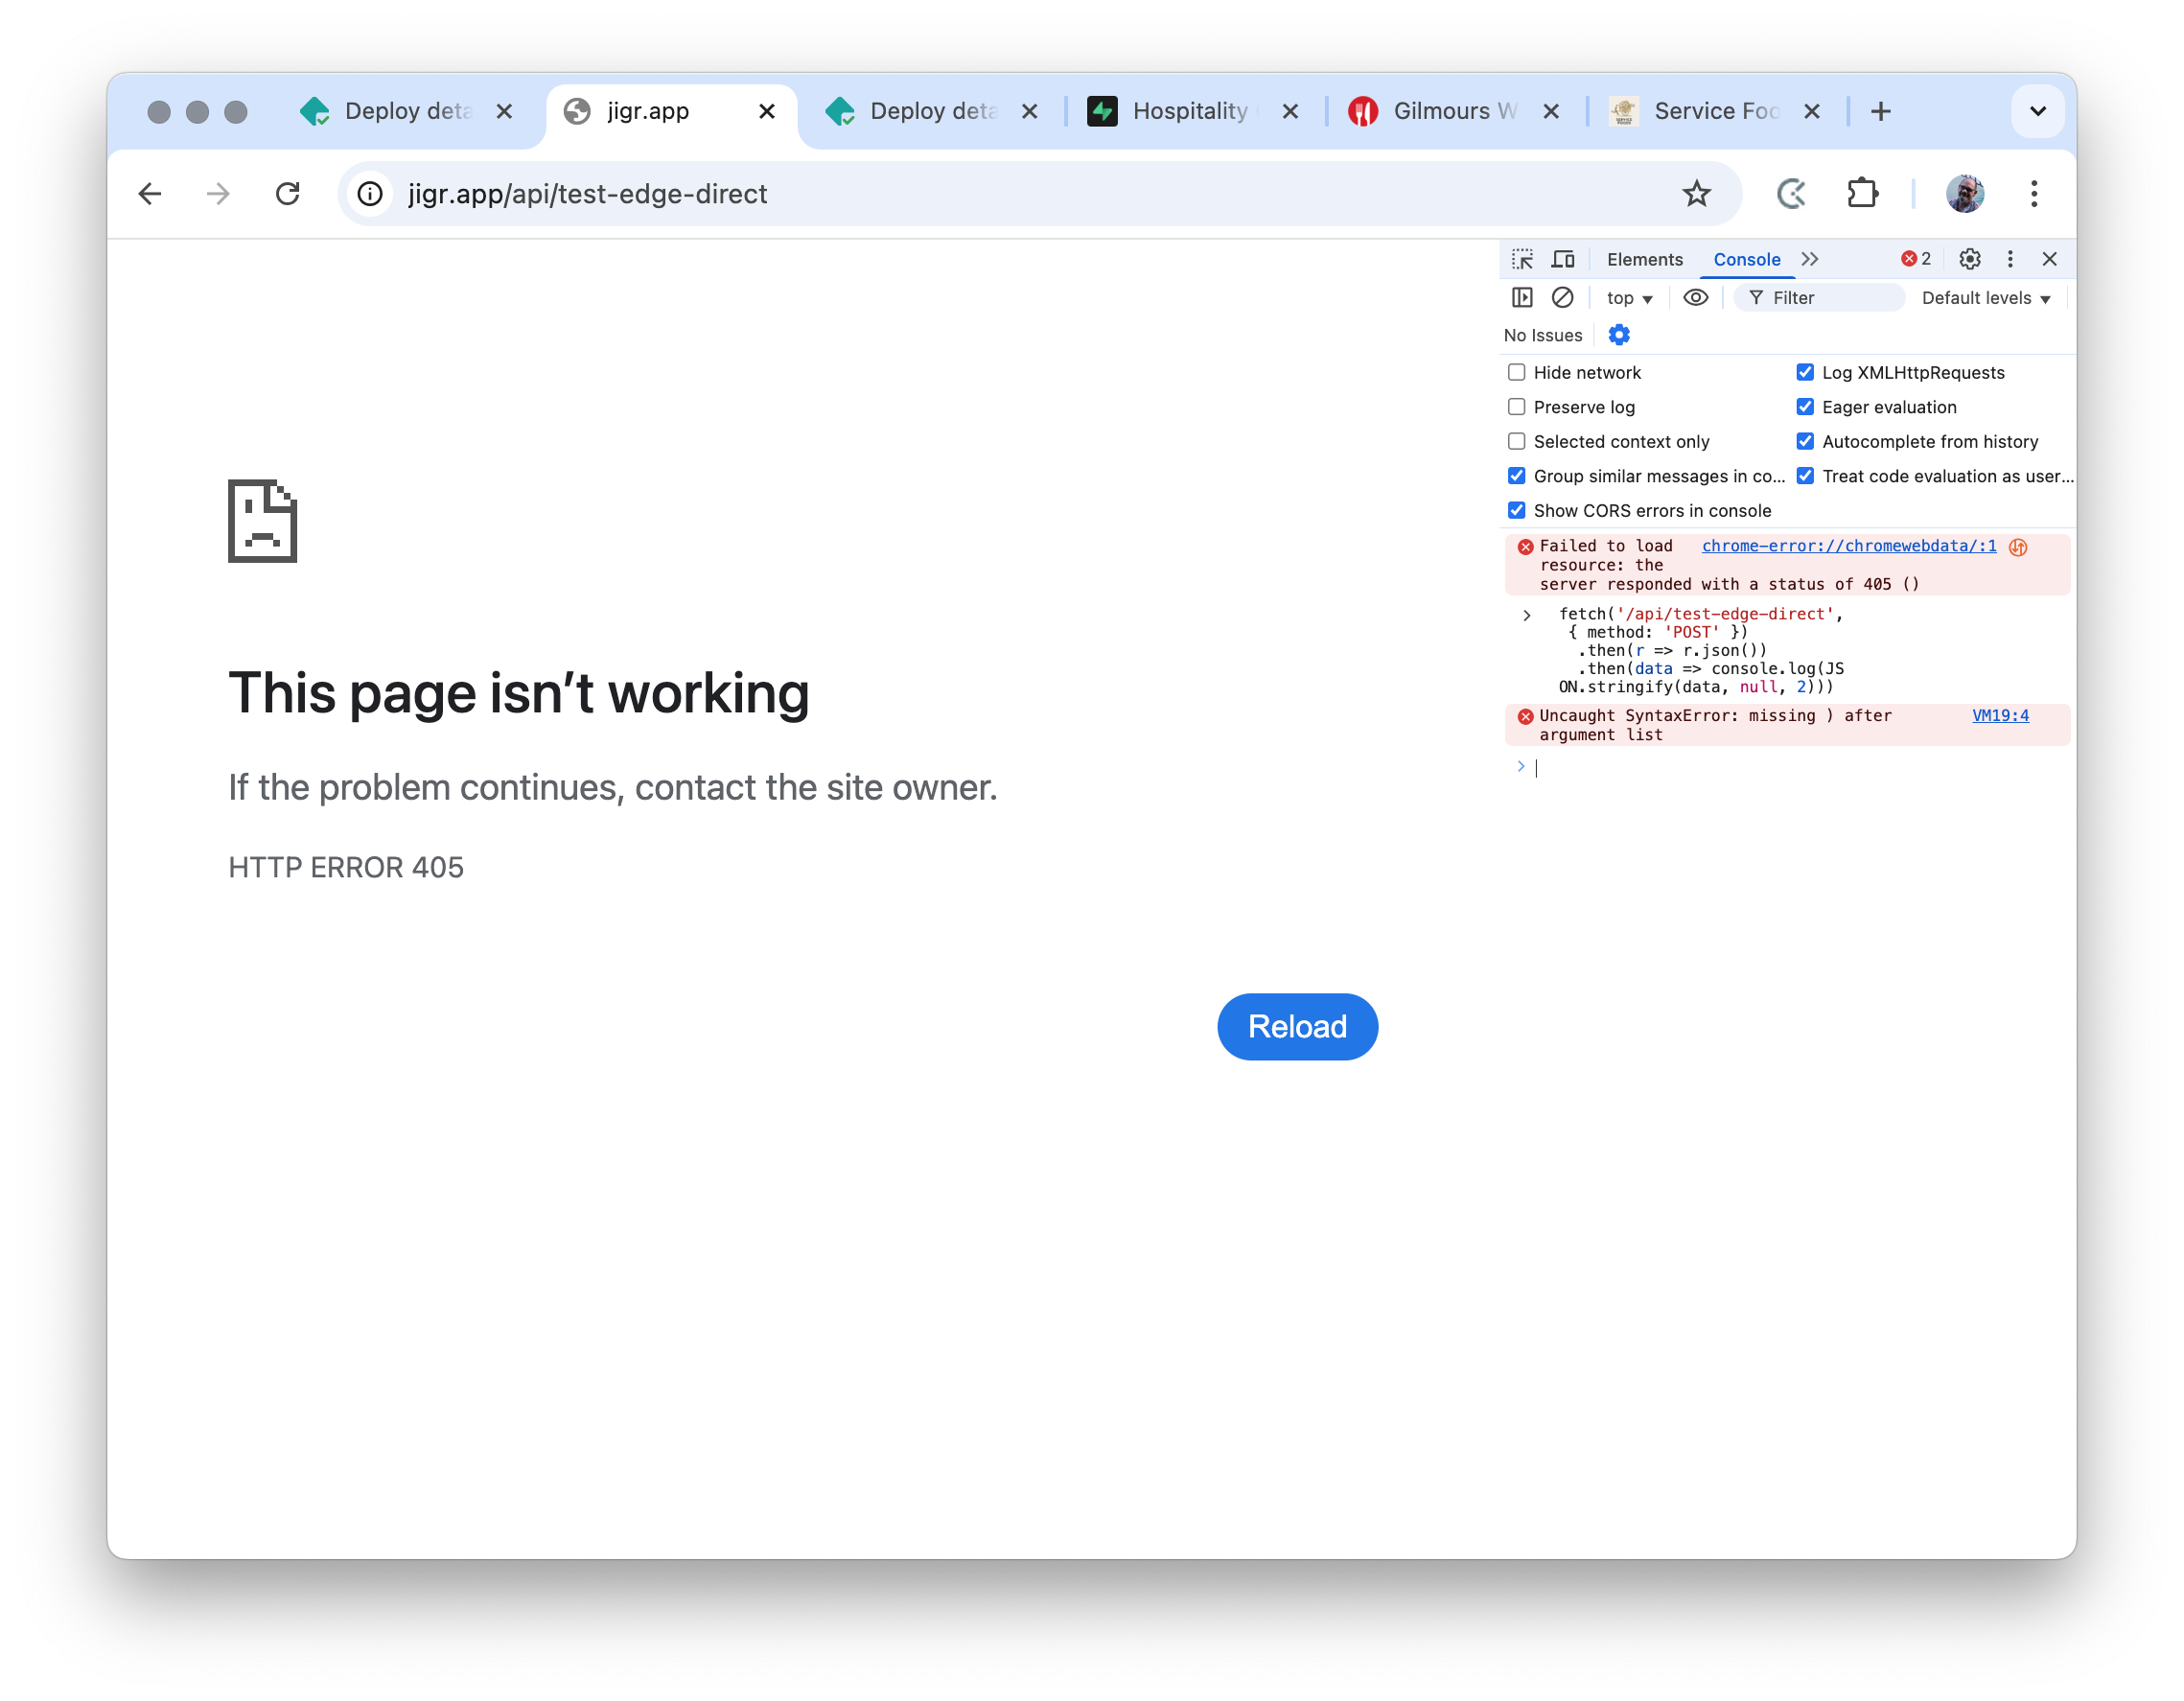 Deploy deta
jigr.app
Deploy deta
Hospitality
Gilmours W
Service Foo
jigr.app/api/test-edge-direct
Elements
Console
2
top
Filter
Default levels
No Issues
Hide network
Log XMLHttpRequests
Preserve log
Eager evaluation
Selected context only
Autocomplete from history
Group similar messages in co...
Treat code evaluation as user...
Show CORS errors in console
Failed to load chrome-error://chromewebdata/:1
resource: the
server responded with a status of 405 ()
fetch('/api/test-edge-direct',
{ method: 'POST' })
.then(r => r.json())
.then(data => console.log(JS
ON.stringify(data, null, 2)))
Uncaught SyntaxError: missing ) after VM19:4
argument list
This page isn’t working
If the problem continues, contact the site owner.
HTTP ERROR 405
Reload